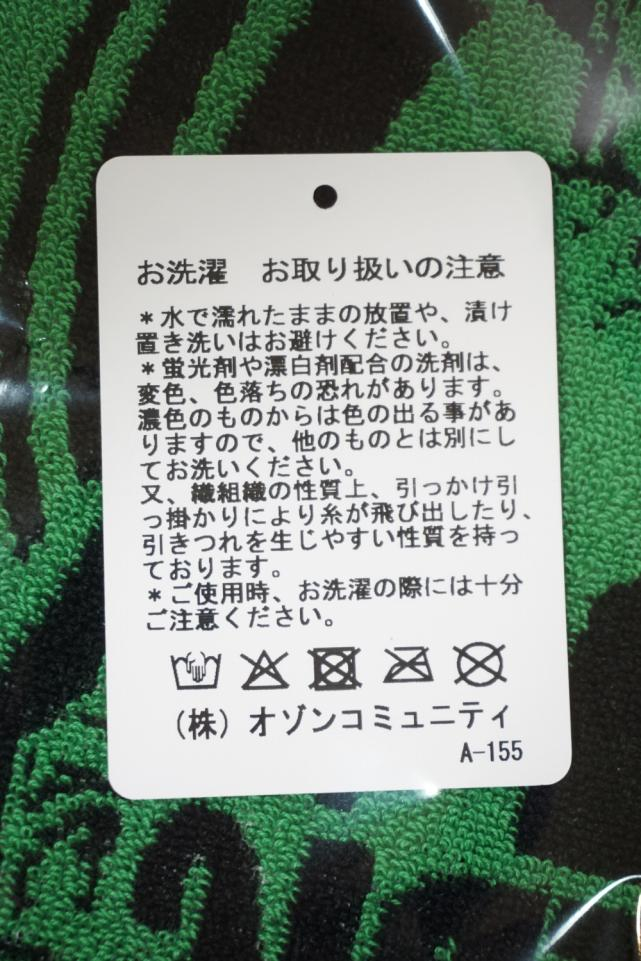 お洗濯　お取り扱いの注意
＊水で濡れたままの放置や、漬け
置き洗いはお避けください。
＊蛍光剤や漂白剤配合の洗剤は、
変色、色落ちの恐れがあります。
濃色のものからは色の出る事があ
りますので、他のものとは別にし
てお洗いください。
又、繊組織の性質上、引っかけ引
っ掛かりにより糸が飛び出したり、
引きつれを生じやすい性質を持っ
ております。
＊ご使用時、お洗濯の際には十分
ご注意ください。
（株）オゾンコミュニティ
A-155